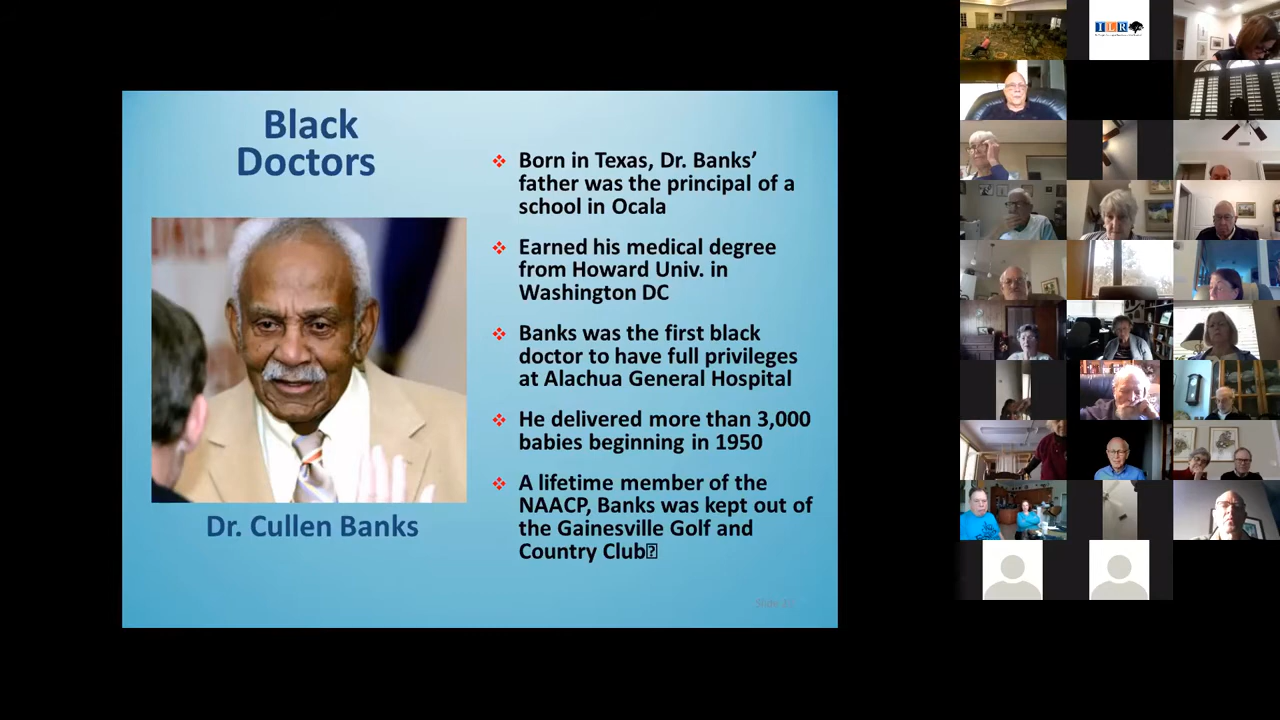 Black
Doctors
Born in Texas, Dr. Banks’
father was the principal of a
school in Ocala
Earned his medical degree
from Howard Univ. in
Washington DC
Banks was the first black
doctor to have full privileges
at Alachua General Hospital
He delivered more than 3,000
babies beginning in 1950
A lifetime member of the
NAACP, Banks was kept out of
the Gainesville Golf and
Country Club
Dr. Cullen Banks
Slide
ILR